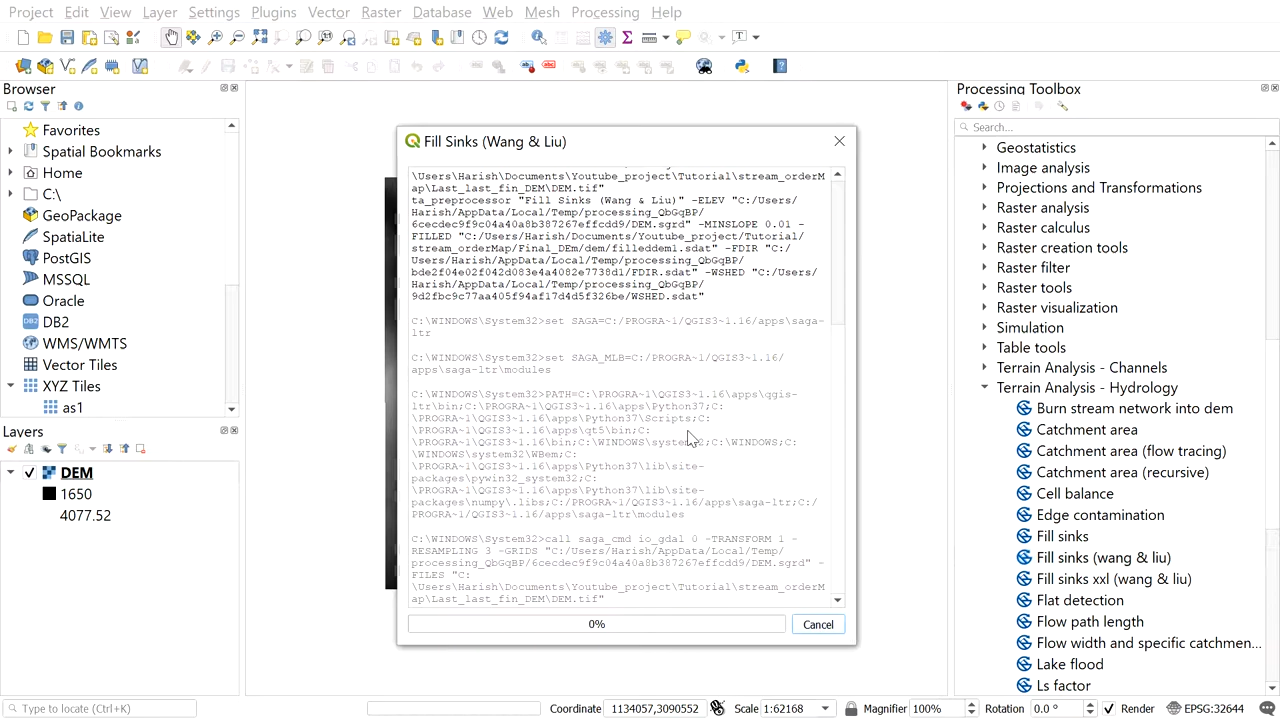 Project Edit View Layer Settings Plugins Vector Raster Database Web Mesh Processing Help
Browser
Favorites
Spatial Bookmarks
Home
C:\
GeoPackage
SpatiaLite
PostGIS
MSSQL
Oracle
DB2
WMS/WMTS
Vector Tiles
XYZ Tiles
as1
Layers
DEM
1650
4077.52
Fill Sinks (Wang & Liu)
\Users\Harish\Documents\Youtube_project\Tutorial\stream_orderM
ap\Last_last_fin_DEM\DEM.tif"
ta_preprocessor "Fill Sinks (Wang & Liu)" -ELEV "C:/Users/
Harish/AppData/Local/Temp/processing_QbGqBP/
6cecdec9f9c04a40a8b387267effcdd9/DEM.sgrd" -MINSLOPE 0.01 -
FILLED "C:/Users/Harish/Documents/Youtube_project/Tutorial/
stream_orderMap/Final_DEm/dem/filleddem1.sdat" -FDIR "C:/
Users/Harish/AppData/Local/Temp/processing_QbGqBP/
bde2f04e02f042d083e4a4082e7738d1/FDIR.sdat" -WSHED "C:/Users/
Harish/AppData/Local/Temp/processing_QbGqBP/
9d2fbc9c77aa405f94af17d4d5f326be/WSHED.sdat"
C:\WINDOWS\System32>set SAGA=C:/PROGRA~1/QGIS3~1.16/apps\saga-
ltr
C:\WINDOWS\System32>set SAGA_MLB=C:/PROGRA~1/QGIS3~1.16/
apps\saga-ltr\modules
C:\WINDOWS\System32>PATH=C:\PROGRA~1\QGIS3~1.16\apps\qgis-
ltr\bin;C:\PROGRA~1\QGIS3~1.16\apps\Python37;C:
\PROGRA~1\QGIS3~1.16\apps\Python37\Scripts;C:
\PROGRA~1\QGIS3~1.16\apps\qt5\bin;C:
\PROGRA~1\QGIS3~1.16\bin;C:\WINDOWS\system32;C:\WINDOWS;C:
\WINDOWS\system32\WBem;C:
\PROGRA~1\QGIS3~1.16\apps\Python37\lib\site-
packages\pywin32_system32;C:
\PROGRA~1\QGIS3~1.16\apps\Python37\lib\site-
packages\numpy\.libs;C:/PROGRA~1/QGIS3~1.16/apps\saga-ltr;C:/
PROGRA~1/QGIS3~1.16/apps\saga-ltr\modules
C:\WINDOWS\System32>call saga_cmd io_gdal 0 -TRANSFORM 1 -
RESAMPLING 3 -GRIDS "C:/Users/Harish/AppData/Local/Temp/
processing_QbGqBP/6cecdec9f9c04a40a8b387267effcdd9/DEM.sgrd" -
FILES "C:
\Users\Harish\Documents\Youtube_project\Tutorial\stream_orderM
ap\Last_last_fin_DEM\DEM.tif"
0%
Cancel
Processing Toolbox
Search...
Geostatistics
Image analysis
Projections and Transformations
Raster analysis
Raster calculus
Raster creation tools
Raster filter
Raster tools
Raster visualization
Simulation
Table tools
Terrain Analysis - Channels
Terrain Analysis - Hydrology
Burn stream network into dem
Catchment area
Catchment area (flow tracing)
Catchment area (recursive)
Cell balance
Edge contamination
Fill sinks
Fill sinks (wang & liu)
Fill sinks xxl (wang & liu)
Flat detection
Flow path length
Flow width and specific catchmen...
Lake flood
Ls factor
Type to locate (Ctrl+K)
Coordinate 1134057,3090552 Scale 1:62168 Magnifier 100% Rotation 0.0 ° Render EPSG:32644